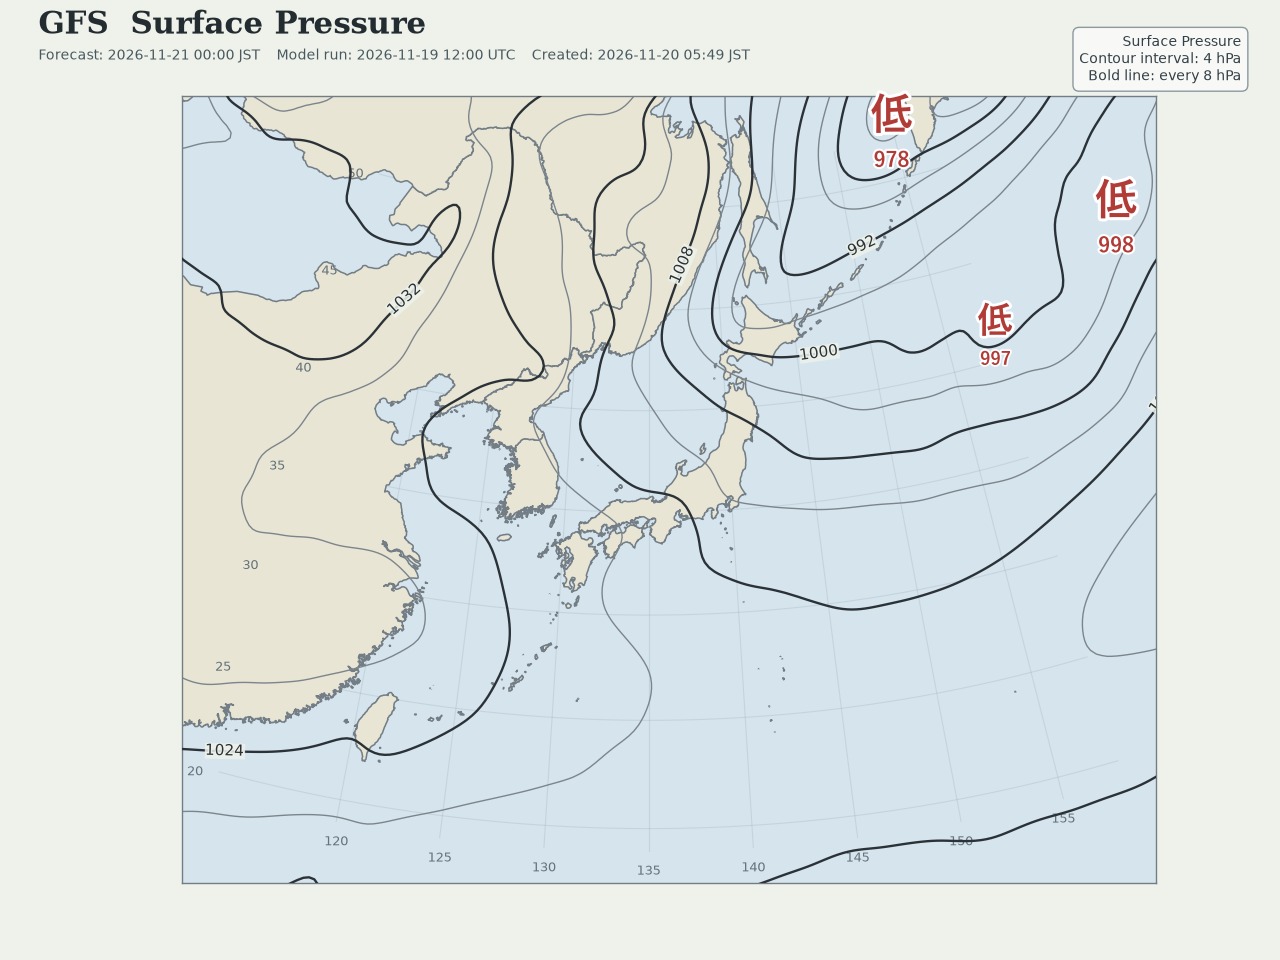 GFS  Surface Pressure
Forecast: 2026-11-21 00:00 JST    Model run: 2026-11-19 12:00 UTC    Created: 2026-11-20 05:49 JST
Surface Pressure
Contour interval: 4 hPa
Bold line: every 8 hPa
低
978
50
低
998
992
1008
45
1032
低
997
1000
40
35
30
25
1024
20
155
120
150
125
145
130
140
135